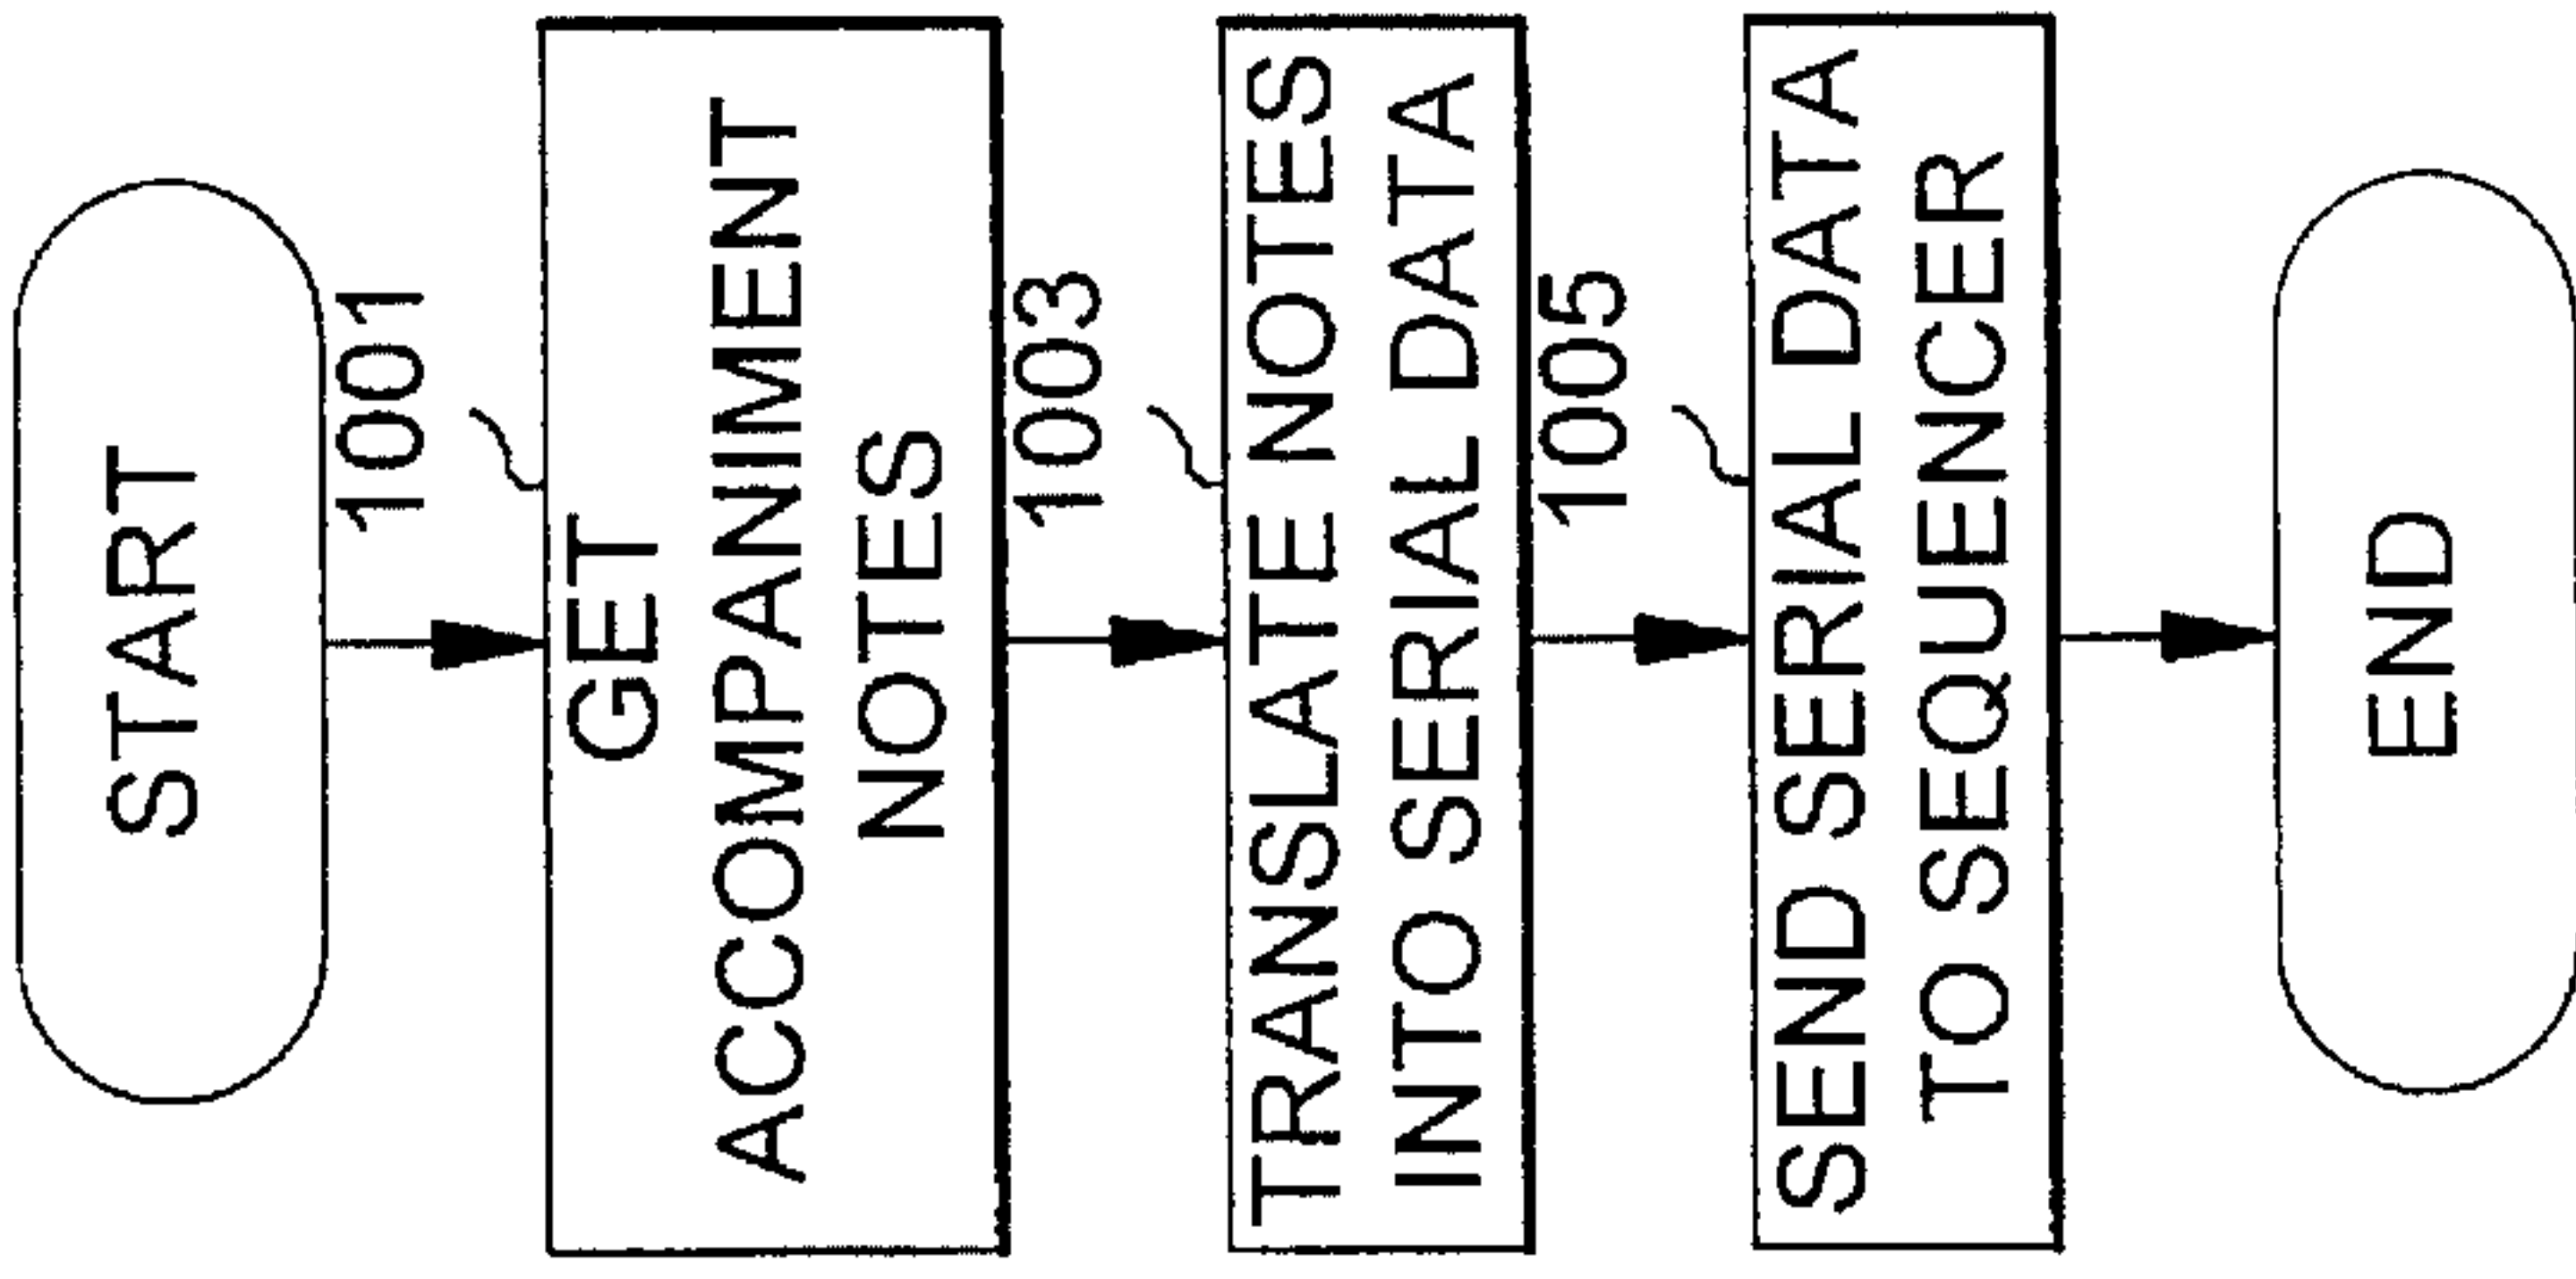 START
1001
GET
ACCOMPANIMENT
NOTES
1003
TRANSLATE NOTES
INTO SERIAL DATA
1005
SEND SERIAL DATA
TO SEQUENCER
END